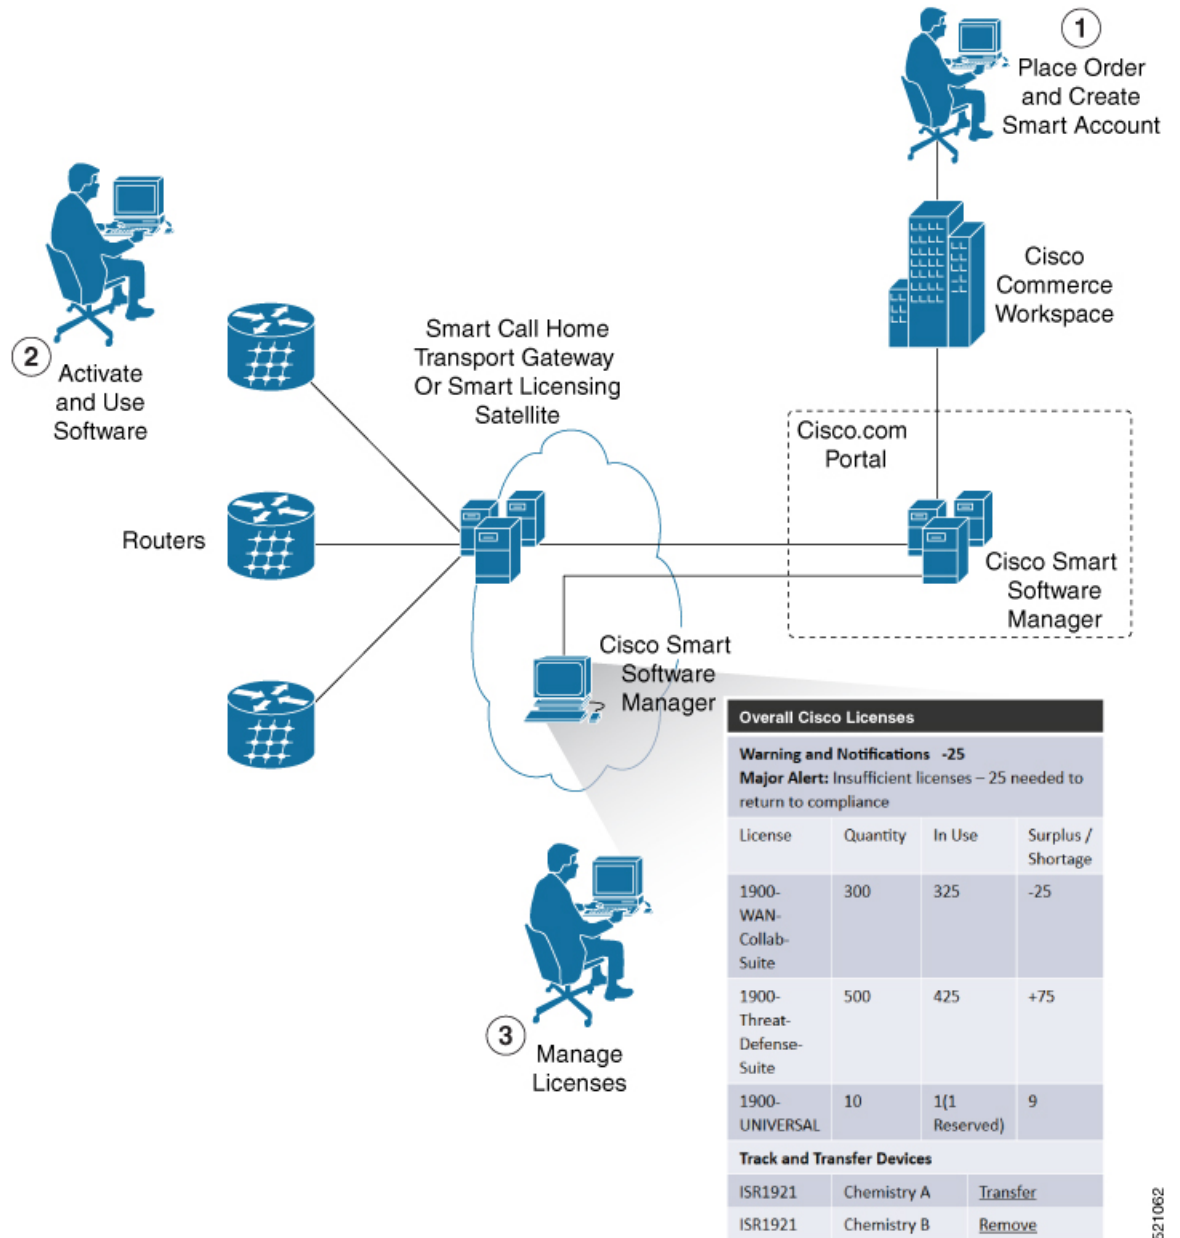 1
Place Order
and Create
Smart Account
Cisco
Commerce
Workspace
2
Activate
and Use
Software
Smart Call Home
Transport Gateway
Or Smart Licensing
Satellite
Cisco.com
Portal
Routers
Cisco Smart
Software
Manager
Cisco Smart
Software
Manager
3
Manage
Licenses
Overall Cisco Licenses
Warning and Notifications -25
Major Alert: Insufficient licenses – 25 needed to
return to compliance
License Quantity In Use Surplus /
Shortage
1900- 300 325 -25
WAN-
Collab-
Suite
1900- 500 425 +75
Threat-
Defense-
Suite
1900- 10 1(1 9
UNIVERSAL Reserved)
Track and Transfer Devices
ISR1921 Chemistry A Transfer
ISR1921 Chemistry B Remove
521062